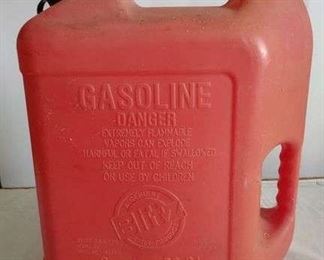 GASOLINE
DANGER
EXTREMELY FLAMMABLE
VAPORS CAN EXPLODE
HARMFUL OR FATAL IF SWALLOWED
KEEP OUT OF REACH
OR USE BY CHILDREN
Blitz